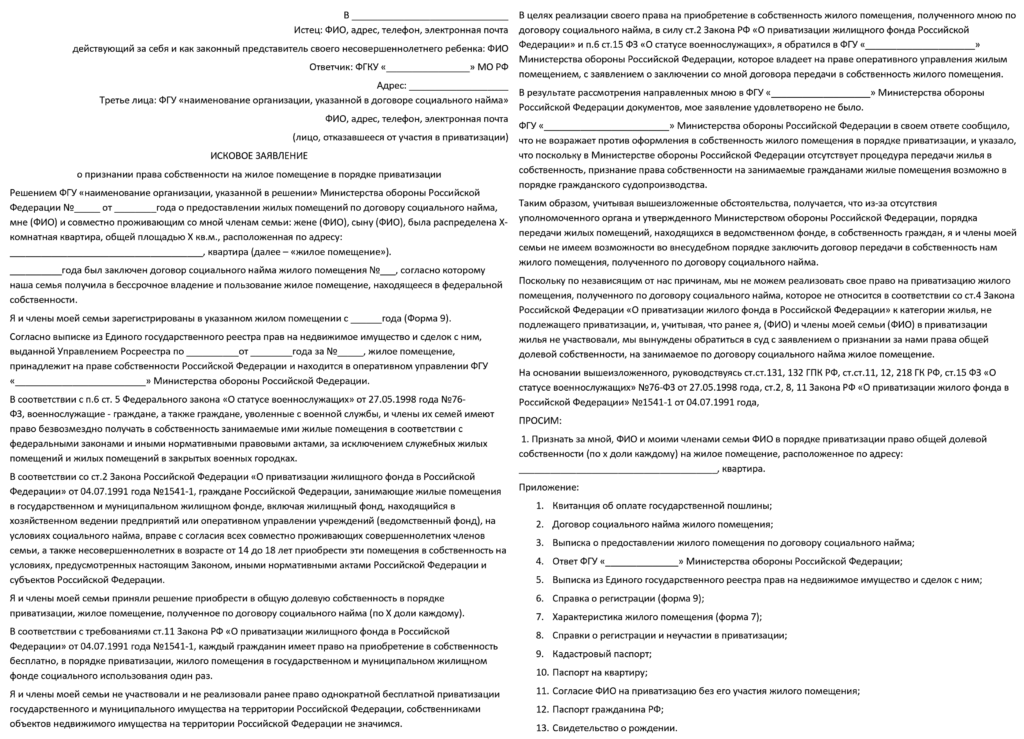 В ______________________________
Истец: ФИО, адрес, телефон, электронная почта
действующий за себя и как законный представитель своего несовершеннолетнего ребенка: ФИО
Ответчик: ФГКУ «________________» МО РФ
Адрес: ___________________
Третье лица: ФГУ «наименование организации, указанной в договоре социального найма»
ФИО, адрес, телефон, электронная почта
(лицо, отказавшееся от участия в приватизации)
ИСКОВОЕ ЗАЯВЛЕНИЕ
о признании права собственности на жилое помещение в порядке приватизации
Решением ФГУ «наименование организации, указанной в решении» Министерства обороны Российской
Федерации №_____ от ________года о предоставлении жилых помещений по договору социального найма,
мне (ФИО) и совместно проживающим со мной членам семьи: жене (ФИО), сыну (ФИО), была распределена Х-
комнатная квартира, общей площадью Х кв.м., расположенная по адресу:
_____________________________________, квартира (далее – «жилое помещение»).
__________года был заключен договор социального найма жилого помещения №___, согласно которому
наша семья получила в бессрочное владение и пользование жилое помещение, находящееся в федеральной
собственности.
Я и члены моей семьи зарегистрированы в указанном жилом помещении с ______года (Форма 9).
Согласно выписке из Единого государственного реестра прав на недвижимое имущество и сделок с ним,
выданной Управлением Росреестра по __________от ________года за №_____, жилое помещение,
принадлежит на праве собственности Российской Федерации и находится в оперативном управлении ФГУ
«_________________________» Министерства обороны Российской Федерации.
В соответствии с п.6 ст. 5 Федерального закона «О статусе военнослужащих» от 27.05.1998 года №76-
ФЗ, военнослужащие - граждане, а также граждане, уволенные с военной службы, и члены их семей имеют
право безвозмездно получать в собственность занимаемые ими жилые помещения в соответствии с
федеральными законами и иными нормативными правовыми актами, за исключением служебных жилых
помещений и жилых помещений в закрытых военных городках.
В соответствии со ст.2 Закона Российской Федерации «О приватизации жилищного фонда в Российской
Федерации» от 04.07.1991 года №1541-1, граждане Российской Федерации, занимающие жилые помещения
в государственном и муниципальном жилищном фонде, включая жилищный фонд, находящийся в
хозяйственном ведении предприятий или оперативном управлении учреждений (ведомственный фонд), на
условиях социального найма, вправе с согласия всех совместно проживающих совершеннолетних членов
семьи, а также несовершеннолетних в возрасте от 14 до 18 лет приобрести эти помещения в собственность на
условиях, предусмотренных настоящим Законом, иными нормативными актами Российской Федерации и
субъектов Российской Федерации.
Я и члены моей семьи приняли решение приобрести в общую долевую собственность в порядке
приватизации, жилое помещение, полученное по договору социального найма (по Х доли каждому).
В соответствии с требованиями ст.11 Закона РФ «О приватизации жилищного фонда в Российской
Федерации» от 04.07.1991 года №1541-1, каждый гражданин имеет право на приобретение в собственность
бесплатно, в порядке приватизации, жилого помещения в государственном и муниципальном жилищном
фонде социального использования один раз.
Я и члены моей семьи не участвовали и не реализовали ранее право однократной бесплатной приватизации
государственного и муниципального имущества на территории Российской Федерации, собственниками
объектов недвижимого имущества на территории Российской Федерации не значимся.
В целях реализации своего права на приобретение в собственность жилого помещения, полученного мною по
договору социального найма, в силу ст.2 Закона РФ «О приватизации жилищного фонда Российской
Федерации» и п.6 ст.15 ФЗ «О статусе военнослужащих», я обратился в ФГУ «_____________________»
Министерства обороны Российской Федерации, которое владеет на праве оперативного управления жилым
помещением, с заявлением о заключении со мной договора передачи в собственность жилого помещения.
В результате рассмотрения направленных мною в ФГУ «___________________» Министерства обороны
Российской Федерации документов, мое заявление удовлетворено не было.
ФГУ «________________________» Министерства обороны Российской Федерации в своем ответе сообщило,
что не возражает против оформления в собственность жилого помещения в порядке приватизации, и указало,
что поскольку в Министерстве обороны Российской Федерации отсутствует процедура передачи жилья в
собственность, признание права собственности на занимаемые гражданами жилые помещения возможно в
порядке гражданского судопроизводства.
Таким образом, учитывая вышеизложенные обстоятельства, получается, что из-за отсутствия
уполномоченного органа и утвержденного Министерством обороны Российской Федерации, порядка
передачи жилых помещений, находящихся в ведомственном фонде, в собственность граждан, я и члены моей
семьи не имеем возможности во внесудебном порядке заключить договор передачи в собственность нам
жилого помещения, полученного по договору социального найма.
Поскольку по независящим от нас причинам, мы не можем реализовать свое право на приватизацию жилого
помещения, полученного по договору социального найма, которое не относится в соответствии со ст.4 Закона
Российской Федерации «О приватизации жилого фонда в Российской Федерации» к категории жилья, не
подлежащего приватизации, и, учитывая, что ранее я, (ФИО) и члены моей семьи (ФИО) в приватизации
жилья не участвовали, мы вынуждены обратиться в суд с заявлением о признании за нами права общей
долевой собственности, на занимаемое по договору социального найма жилое помещение.
На основании вышеизложенного, руководствуясь ст.ст.131, 132 ГПК РФ, ст.ст.11, 12, 218 ГК РФ, ст.15 ФЗ «О
статусе военнослужащих» №76-ФЗ от 27.05.1998 года, ст.2, 8, 11 Закона РФ «О приватизации жилого фонда в
Российской Федерации» №1541-1 от 04.07.1991 года,
ПРОСИМ:
1. Признать за мной, ФИО и моими членами семьи ФИО в порядке приватизации право общей долевой
собственности (по х доли каждому) на жилое помещение, расположенное по адресу:
______________________________________, квартира.
Приложение:
1. Квитанция об оплате государственной пошлины;
2. Договор социального найма жилого помещения;
3. Выписка о предоставлении жилого помещения по договору социального найма;
4. Ответ ФГУ «______________» Министерства обороны Российской Федерации;
5. Выписка из Единого государственного реестра прав на недвижимое имущество и сделок с ним;
6. Справка о регистрации (форма 9);
7. Характеристика жилого помещения (форма 7);
8. Справки о регистрации и неучастии в приватизации;
9. Кадастровый паспорт;
10. Паспорт на квартиру;
11. Согласие ФИО на приватизацию без его участия жилого помещения;
12. Паспорт гражданина РФ;
13. Свидетельство о рождении.